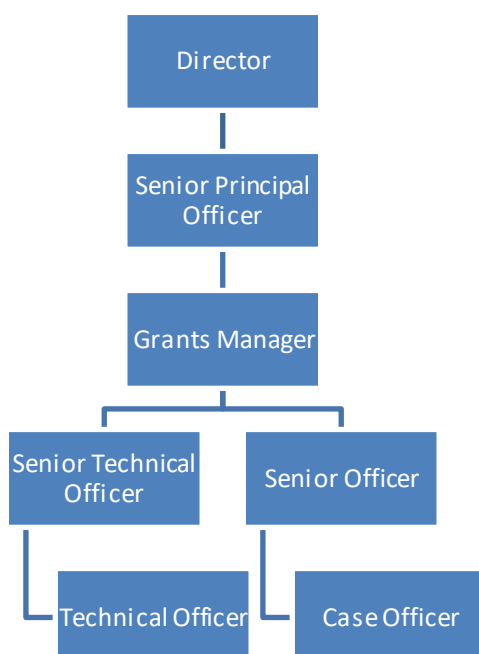 Director
Senior Principal
Officer
Grants Manager
Senior Technical
Officer
Senior Officer
Technical Officer
Case Officer